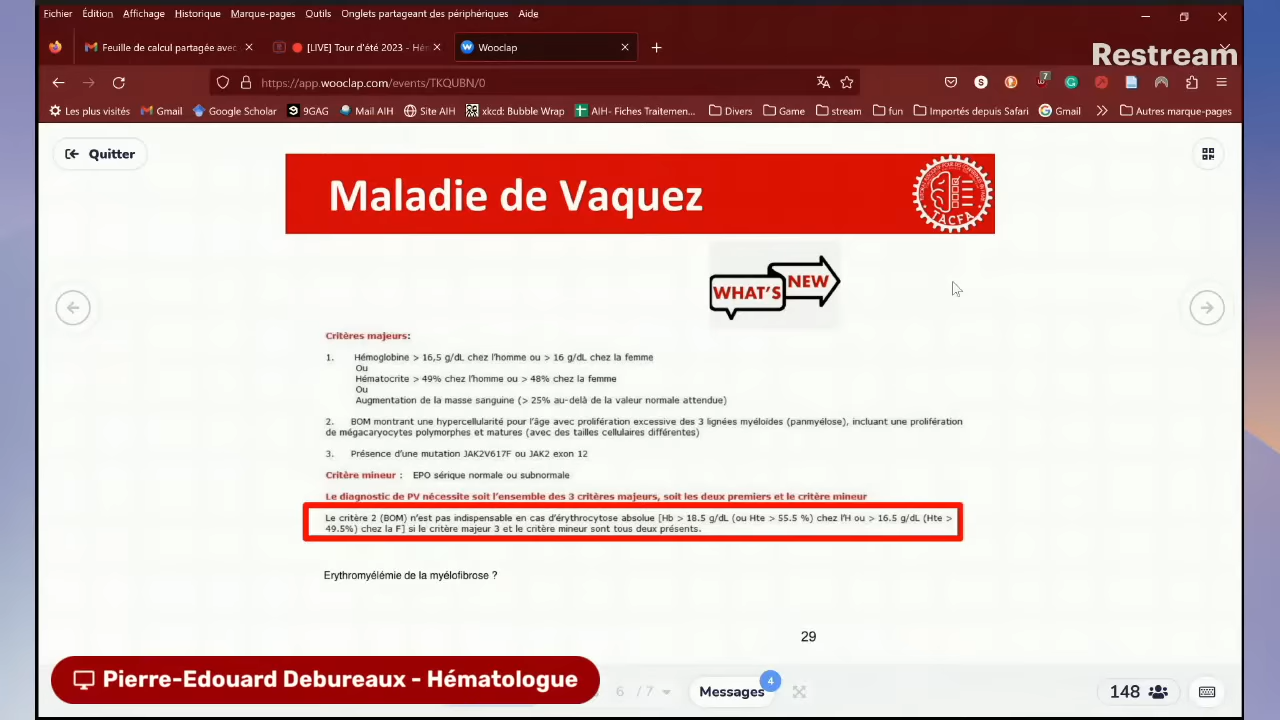 Fichier Édition Affichage Historique Marque-pages Outils Onglets partageant des périphériques Aide
Feuille de calcul partagée avec
[LIVE] Tour d'été 2023 - Hé
Wooclap
Restream
https://app.wooclap.com/events/TKQUBN/0
7
Les plus visités Gmail Google Scholar 9GAG Mail AIH Site AIH xkcd: Bubble Wrap AIH- Fiches Traitemen... Divers Game stream fun Importés depuis Safari Gmail Autres marque-pages
Quitter
Maladie de Vaquez
TACFA
WHAT'S NEW
Critères majeurs:
1. Hémoglobine > 16,5 g/dL chez l'homme ou > 16 g/dL chez la femme
Ou
Hématocrite > 49% chez l'homme ou > 48% chez la femme
Ou
Augmentation de la masse sanguine (> 25% au-delà de la valeur normale attendue)
2. BOM montrant une hypercellularité pour l'âge avec prolifération excessive des 3 lignées myéloïdes (panmyélose), incluant une prolifération
de mégacaryocytes polymorphes et matures (avec des tailles cellulaires différentes)
3. Présence d'une mutation JAK2V617F ou JAK2 exon 12
Critère mineur : EPO sérique normale ou subnormale
Le diagnostic de PV nécessite soit l'ensemble des 3 critères majeurs, soit les deux premiers et le critère mineur
Le critère 2 (BOM) n'est pas indispensable en cas d'érythrocytose absolue [Hb > 18.5 g/dL (ou Hte > 55.5 %) chez l'H ou > 16.5 g/dL (Hte >
49.5%) chez la F] si le critère majeur 3 et le critère mineur sont tous deux présents.
Erythromyélémie de la myélofibrose ?
29
Pierre-Edouard Debureaux - Hématologue
6 / 7
Messages
4
148